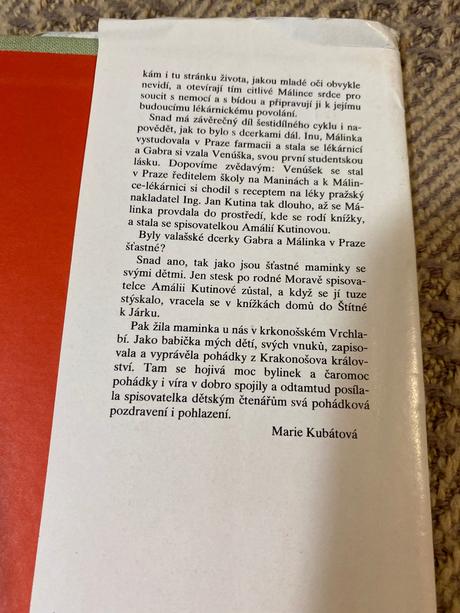 kám i tu stránku života, jakou mladé oči obvykle
nevidí, a otevírají tím citlivé Málince srdce pro
soucit s nemocí a s bídou a připravují ji k jejímu
budoucímu lékárnickému povolání.
Snad má závěrečný díl šestidílného cyklu i na-
povědět, jak to bylo s dcerkami dál. Inu, Málinka
vystudovala v Praze farmacii a stala se lékárnicí
a Gabra si vzala Venúška, svou první studentskou
lásku. Dopovíme zvědavým: Venúšek se stal
v Praze ředitelem školy na Maninách a k Málin-
ce-lékárnici si chodil s receptem na léky pražský
nakladatel Ing. Jan Kutina tak dlouho, až se Má-
linka provdala do prostředí, kde se rodí knížky,
a stala se spisovatelkou Amálií Kutinovou.
Byly valašské dcerky Gabra a Málinka v Praze
šťastné?
Snad ano, tak jako jsou šťastné maminky se
svými dětmi. Jen stesk po rodné Moravě spisova-
telce Amálii Kutinové zůstal, a když se jí tuze
stýskalo, vracela se v knížkách domů do Štítné
k Járku.
Pak žila maminka u nás v krkonošském Vrchla-
bí. Jako babička mých dětí, svých vnuků, zapiso-
vala a vyprávěla pohádky z Krakonošova králov-
ství. Tam se hojivá moc bylinek a čaromoc
pohádky i víra v dobro spojily a odtamtud posíla-
la spisovatelka dětským čtenářům svá pohádková
pozdravení i pohlazení.
Marie Kubátová